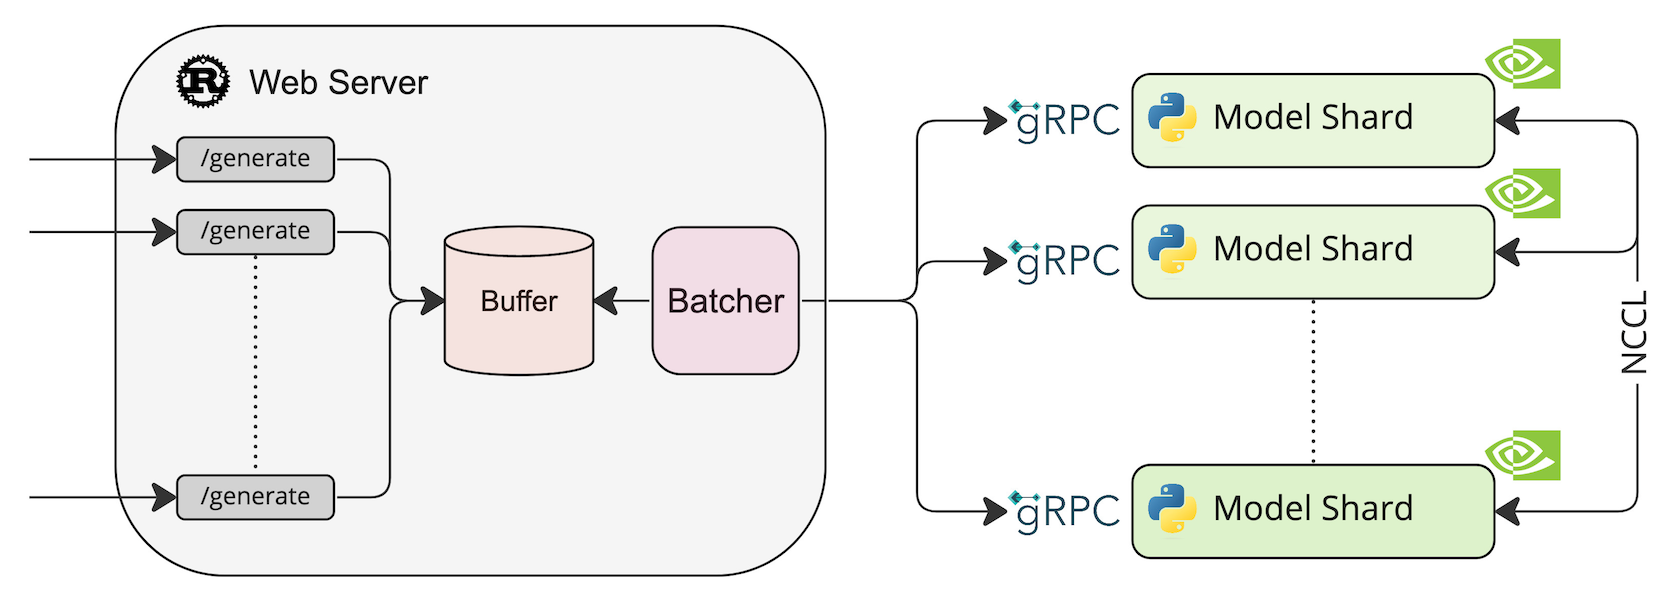 Web Server
/generate
/generate
/generate
Buffer
Batcher
gRPC
Model Shard
gRPC
Model Shard
gRPC
Model Shard
NCCL